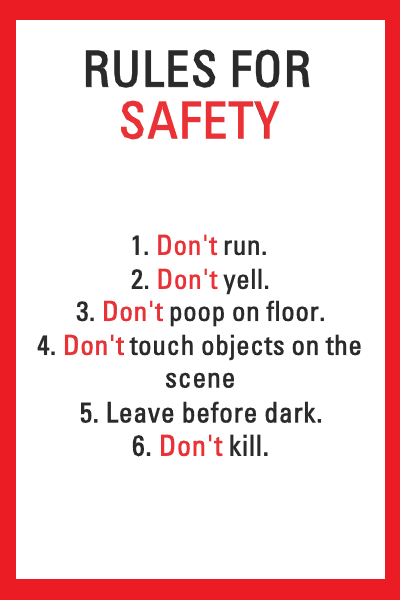 RULES FOR
SAFETY
1. Don't run.
2. Don't yell.
3. Don't poop on floor.
4. Don't touch objects on the
scene
5. Leave before dark.
6. Don't kill.